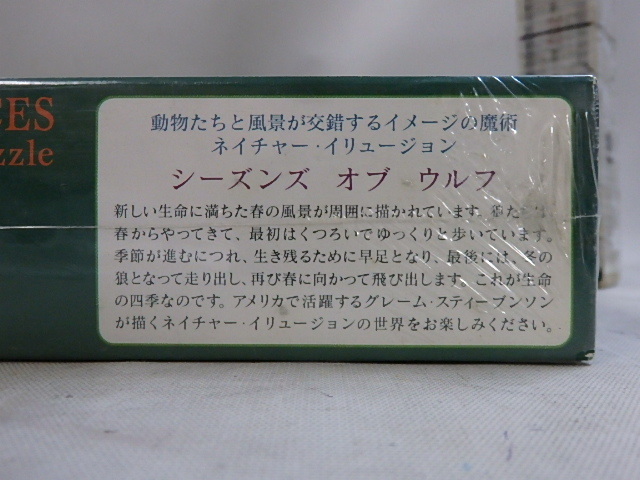 CES
zzle
動物たちと風景が交錯するイメージの魔術
ネイチャー・イリュージョン
シーズンズ オブ ウルフ
新しい生命に満ちた春の風景が周囲に描かれています。
春からやってきて、最初はくつろいでゆっくりと歩いています。
季節が進むにつれ、生き残るために早足となり、最後には、冬の
狼となって走り出し、再び春に向かって飛び出します。これが生命
の四季なのです。アメリカで活躍するグレーム・スティーブンソン
が描くネイチャー・イリュージョンの世界をお楽しみください。